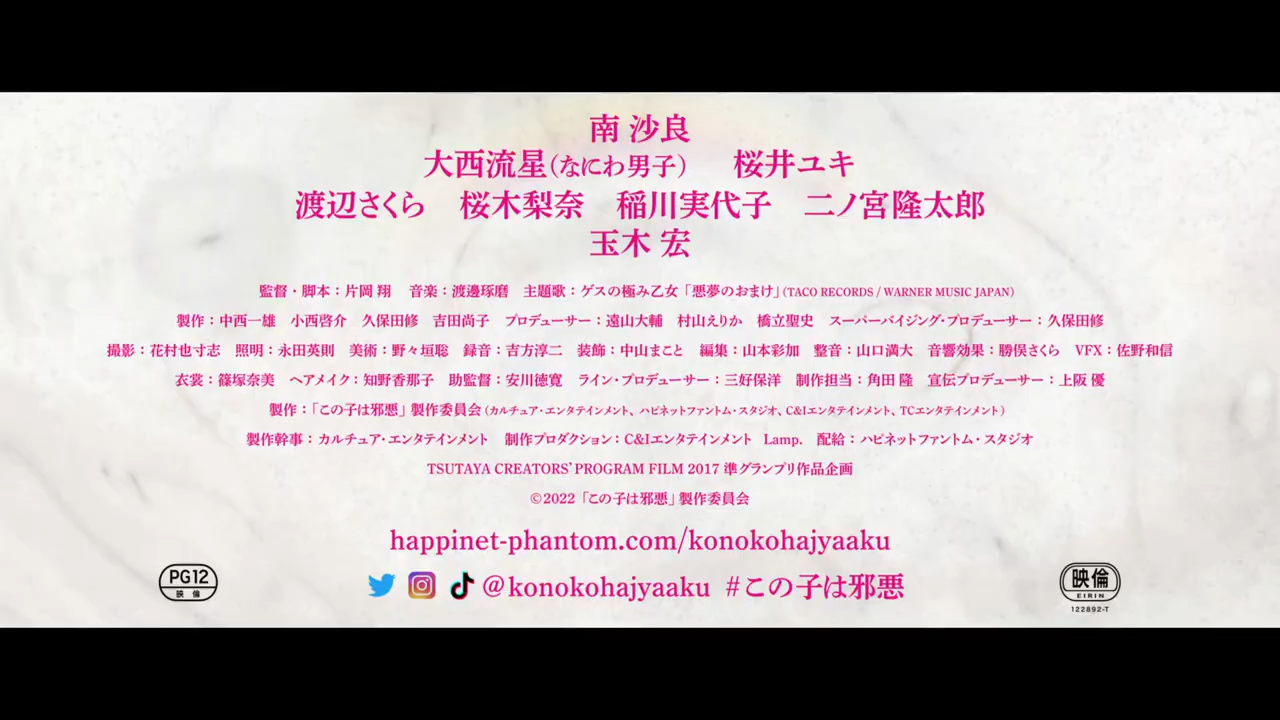 南 沙良
大西流星（なにわ男子） 桜井ユキ
渡辺さくら 桜木梨奈 稲川実代子 二ノ宮隆太郎
玉木 宏
監督・脚本：片岡 翔 音楽：渡邊琢磨 主題歌：ゲスの極み乙女「悪夢のおまけ」（TACO RECORDS / WARNER MUSIC JAPAN）
製作：中西一雄 小西啓介 久保田修 吉田尚子 プロデューサー：遠山大輔 村山えりか 橋立聖史 スーパーバイジング・プロデューサー：久保田修
撮影：花村也寸志 照明：永田英則 美術：野々垣聡 録音：吉方淳二 装飾：中山まこと 編集：山本彩加 整音：山口満大 音響効果：勝俣さくら VFX：佐野和信
衣裳：篠塚奈美 ヘアメイク：知野香那子 助監督：安川徳寛 ライン・プロデューサー：三好保洋 制作担当：角田 隆 宣伝プロデューサー：上阪 優
製作：「この子は邪悪」製作委員会（カルチュア・エンタテインメント、ハピネットファントム・スタジオ、C&Iエンタテインメント、TCエンタテインメント）
製作幹事：カルチュア・エンタテインメント 制作プロダクション：C&Iエンタテインメント Lamp. 配給：ハピネットファントム・スタジオ
TSUTAYA CREATORS' PROGRAM FILM 2017 準グランプリ作品企画
©2022「この子は邪悪」製作委員会
happinet-phantom.com/konokohajyaaku
@konokohajyaaku #この子は邪悪
PG12
映倫
映倫
EIRIN
122892-T